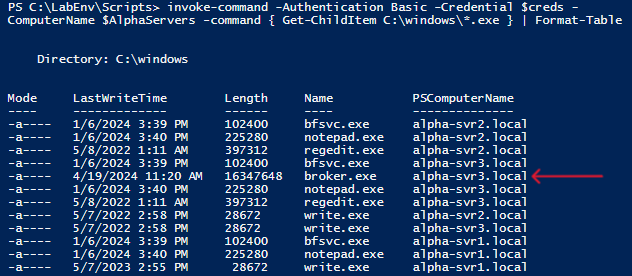 PS C:\LabEnv\Scripts> invoke-command -Authentication Basic -Credential $creds -
ComputerName $AlphaServers -command { Get-ChildItem C:\windows\*.exe } | Format-Table
Directory: C:\windows
Mode LastWriteTime Length Name PSComputerName
---- ------------- ------ ---- --------------
-a---- 1/6/2024 3:39 PM 102400 bfsvc.exe alpha-svr2.local
-a---- 1/6/2024 3:40 PM 225280 notepad.exe alpha-svr2.local
-a---- 5/8/2022 1:11 AM 397312 regedit.exe alpha-svr2.local
-a---- 1/6/2024 3:39 PM 102400 bfsvc.exe alpha-svr3.local
-a---- 4/19/2024 11:20 AM 16347648 broker.exe alpha-svr3.local
-a---- 1/6/2024 3:40 PM 225280 notepad.exe alpha-svr3.local
-a---- 5/8/2022 1:11 AM 397312 regedit.exe alpha-svr3.local
-a---- 5/7/2022 2:58 PM 28672 write.exe alpha-svr2.local
-a---- 5/7/2022 2:58 PM 28672 write.exe alpha-svr3.local
-a---- 1/6/2024 3:39 PM 102400 bfsvc.exe alpha-svr1.local
-a---- 1/6/2024 3:40 PM 225280 notepad.exe alpha-svr1.local
-a---- 5/7/2023 2:55 PM 28672 write.exe alpha-svr1.local